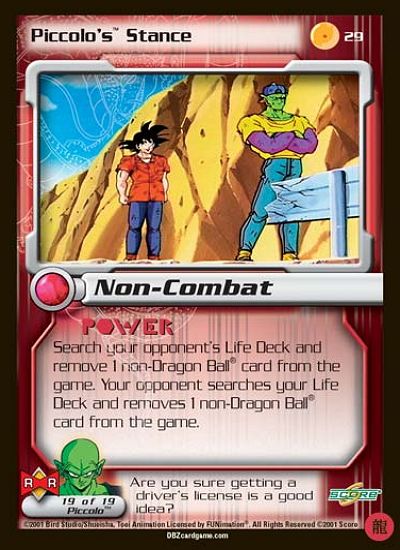 Piccolo's™ Stance 29
Non-Combat
POWER
Search your opponent's Life Deck and
remove 1 non-Dragon Ball® card from the
game. Your opponent searches your Life
Deck and removes 1 non-Dragon Ball®
card from the game.
R R
19 of 19
Piccolo™
Are you sure getting a
driver's license is a good
idea?
SCORE
龍
©2001 Bird Studio/Shueisha, Toei Animation Licensed by FUNimation®. All Rights Reserved ©2001 Score
DBZcardgame.com